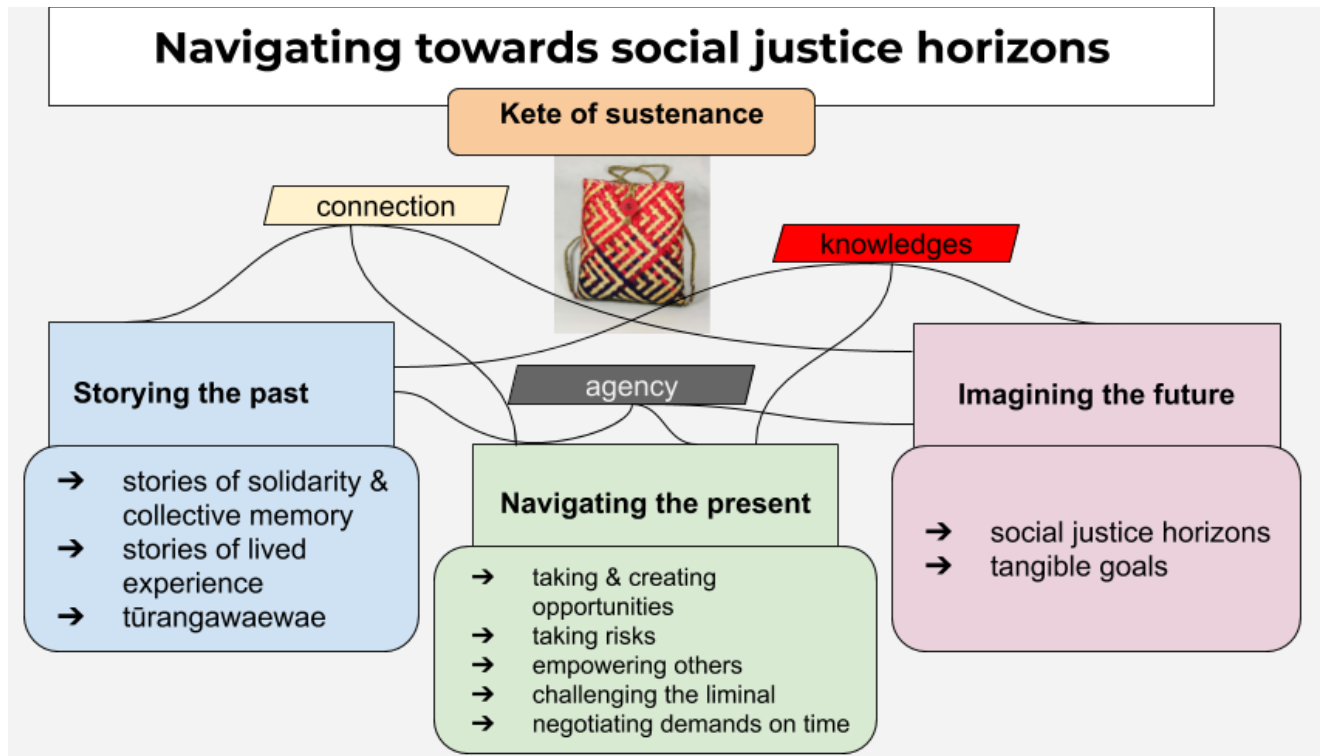 Navigating towards social justice horizons
Kete of sustenance
connection
knowledges
agency
Storying the past
➔ stories of solidarity &
collective memory
➔ stories of lived
experience
➔ tūrangawaewae
Navigating the present
➔ taking & creating
opportunities
➔ taking risks
➔ empowering others
➔ challenging the liminal
➔ negotiating demands on time
Imagining the future
➔ social justice horizons
➔ tangible goals